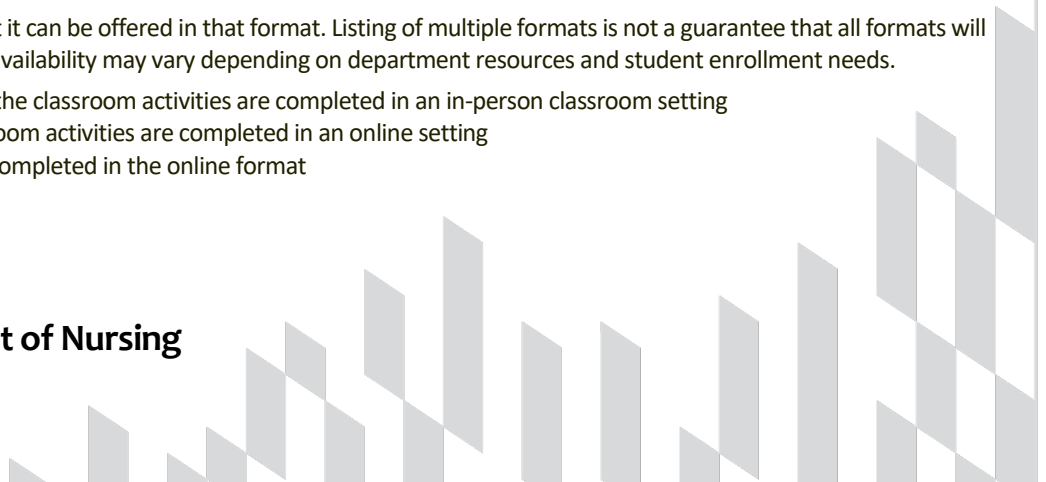 it can be offered in that format. Listing of multiple formats is not a guarantee that all formats will
vailability may vary depending on department resources and student enrollment needs.
the classroom activities are completed in an in-person classroom setting
oom activities are completed in an online setting
ompleted in the online format
t of Nursing